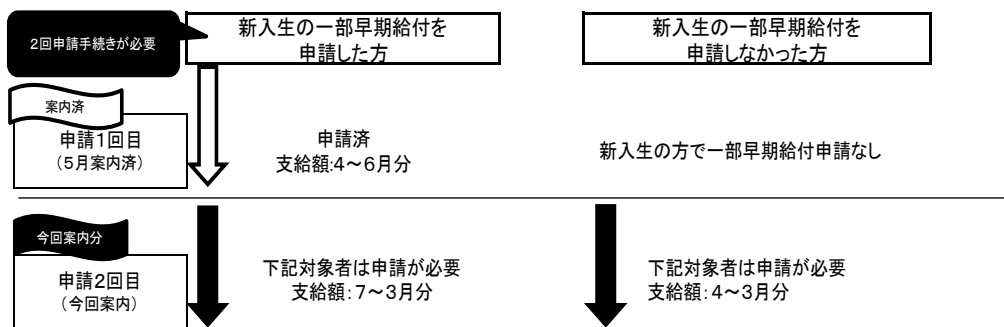 2回申請手続きが必要
新入生の一部早期給付を
申請した方
新入生の一部早期給付を
申請しなかった方
案内済
申請1回目
（5月案内済）
申請済
支給額:4～6月分
新入生の方で一部早期給付申請なし
今回案内分
申請2回目
（今回案内）
下記対象者は申請が必要
支給額：7～3月分
下記対象者は申請が必要
支給額：4～3月分